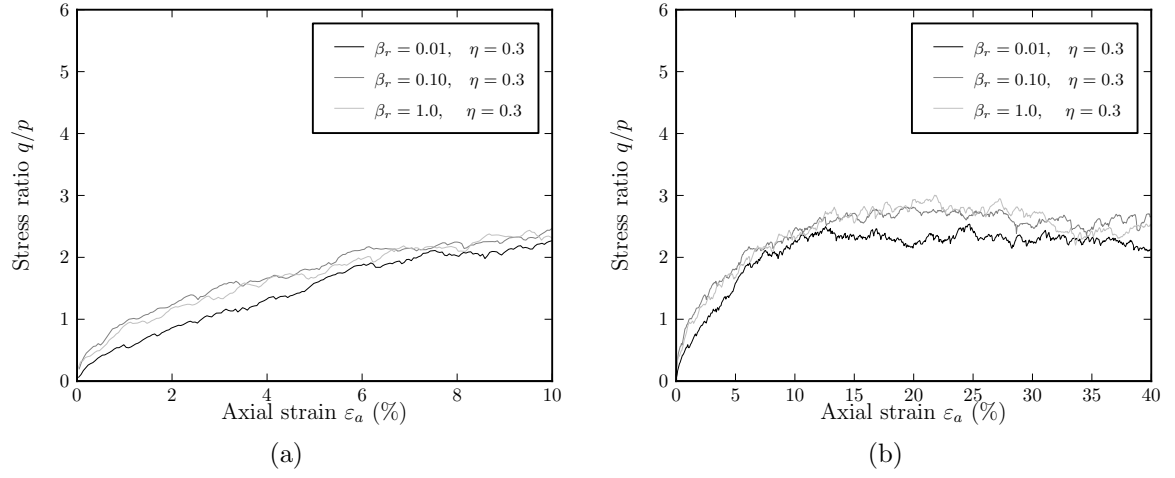 6
5
4
3
2
1
0
Stress ratio q/p
βr = 0.01, η = 0.3
βr = 0.10, η = 0.3
βr = 1.0, η = 0.3
0 2 4 6 8 10
Axial strain εa (%)
(a)
6
5
4
3
2
1
0
Stress ratio q/p
βr = 0.01, η = 0.3
βr = 0.10, η = 0.3
βr = 1.0, η = 0.3
0 5 10 15 20 25 30 35 40
Axial strain εa (%)
(b)